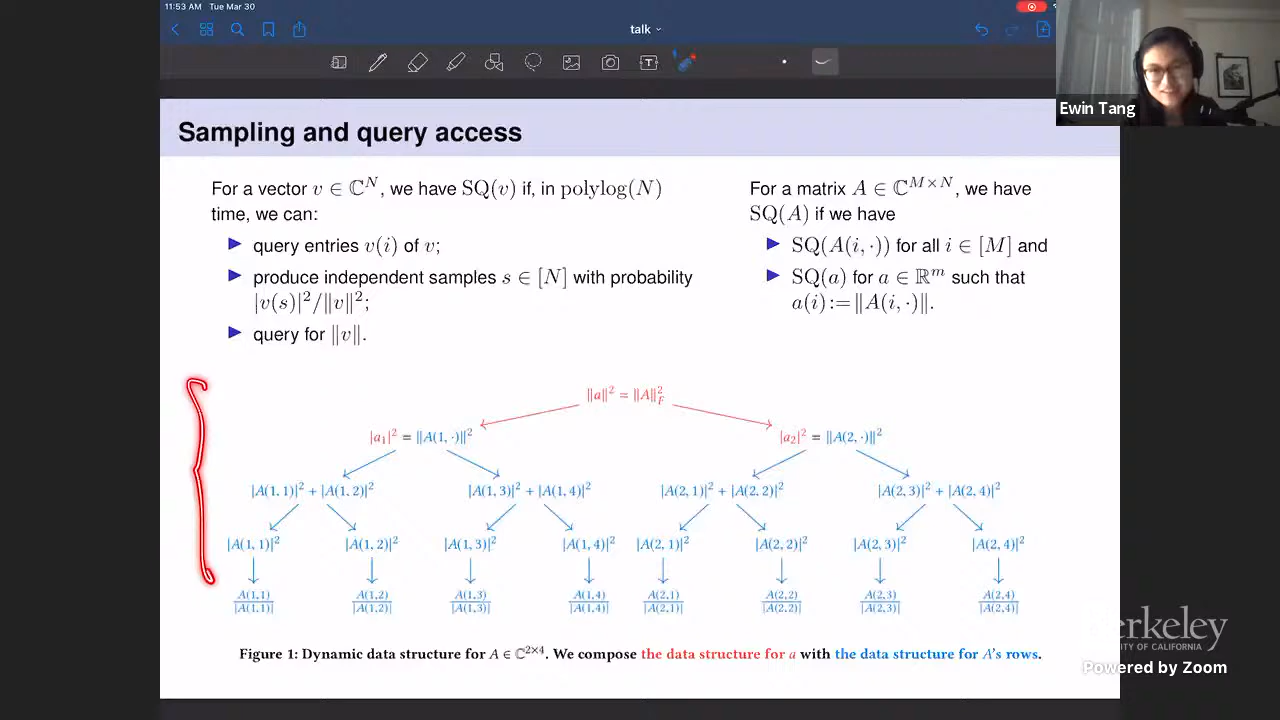 11:53 AM Tue Mar 30
talk
Ewin Tang
Sampling and query access
For a vector v ∈ ℂ^N, we have SQ(v) if, in polylog(N)
time, we can:
query entries v(i) of v;
produce independent samples s ∈ [N] with probability
|v(s)|²/‖v‖²;
query for ‖v‖.
For a matrix A ∈ ℂ^{M×N}, we have
SQ(A) if we have
SQ(A(i,·)) for all i ∈ [M] and
SQ(a) for a ∈ ℝ^m such that
a(i) := ‖A(i,·)‖.
‖a‖² = ‖A‖²_F
|a₁|² = ‖A(1,·)‖² |a₂|² = ‖A(2,·)‖²
|A(1,1)|² + |A(1,2)|² |A(1,3)|² + |A(1,4)|² |A(2,1)|² + |A(2,2)|² |A(2,3)|² + |A(2,4)|²
|A(1,1)|² |A(1,2)|² |A(1,3)|² |A(1,4)|² |A(2,1)|² |A(2,2)|² |A(2,3)|² |A(2,4)|²
A(1,1)/|A(1,1)| A(1,2)/|A(1,2)| A(1,3)/|A(1,3)| A(1,4)/|A(1,4)| A(2,1)/|A(2,1)| A(2,2)/|A(2,2)| A(2,3)/|A(2,3)| A(2,4)/|A(2,4)|
Figure 1: Dynamic data structure for A ∈ ℂ^{2×4}. We compose the data structure for a with the data structure for A's rows.
Berkeley
UNIVERSITY OF CALIFORNIA
Powered by Zoom